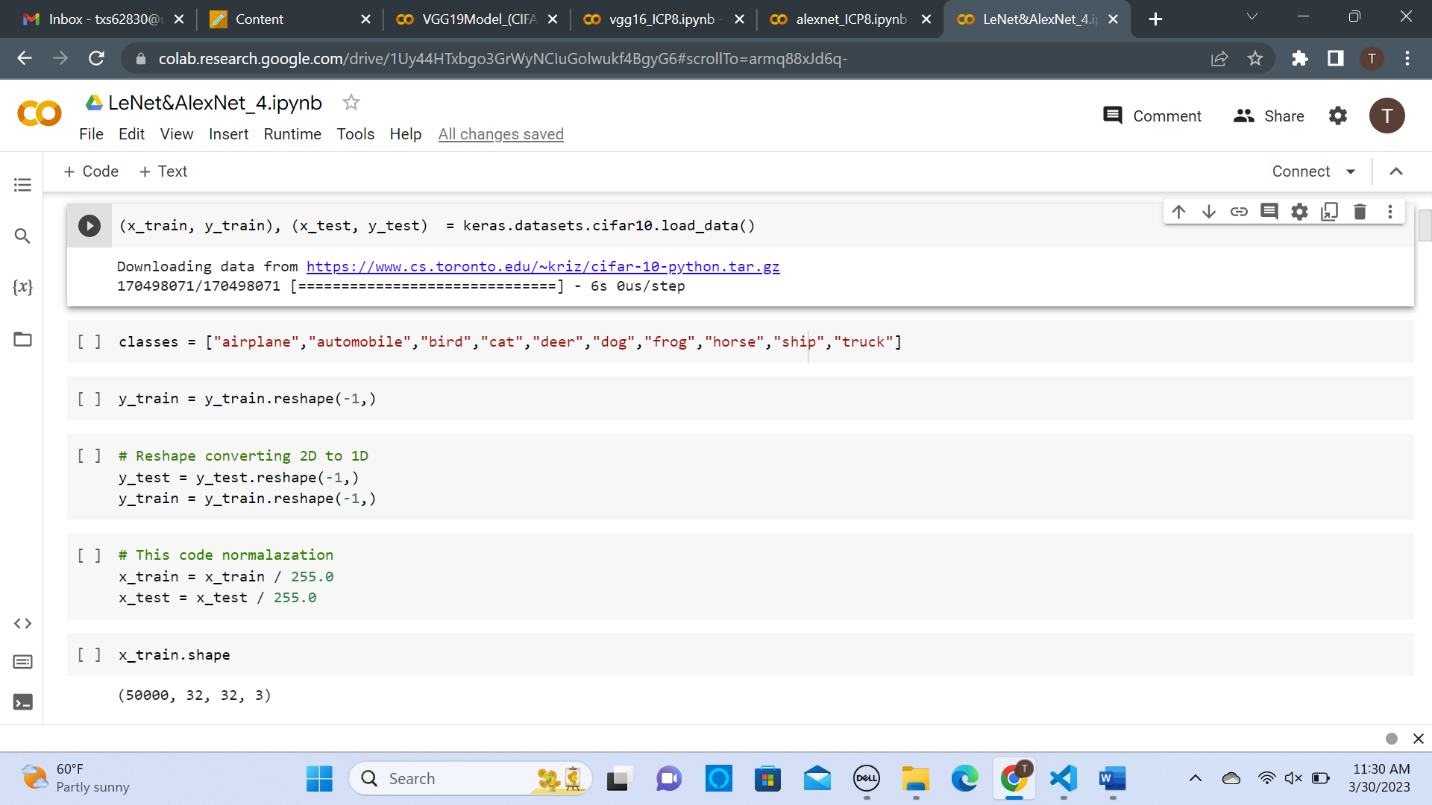 Inbox - txs62830@
Content
VGG19Model_(CIFA
vgg16_ICP8.ipynb -
alexnet_ICP8.ipynb
LeNet&AlexNet_4.i
colab.research.google.com/drive/1Uy44HTxbgo3GrWyNCIuGolwukf4BgyG6#scrollTo=armq88xJd6q-
T
LeNet&AlexNet_4.ipynb
Comment
Share
T
File Edit View Insert Runtime Tools Help All changes saved
+ Code + Text
Connect
(x_train, y_train), (x_test, y_test)  = keras.datasets.cifar10.load_data()
Downloading data from https://www.cs.toronto.edu/~kriz/cifar-10-python.tar.gz
170498071/170498071 [==============================] - 6s 0us/step
{x}
[ ] classes = ["airplane","automobile","bird","cat","deer","dog","frog","horse","ship","truck"]
[ ] y_train = y_train.reshape(-1,)
[ ] # Reshape converting 2D to 1D
y_test = y_test.reshape(-1,)
y_train = y_train.reshape(-1,)
[ ] # This code normalazation
x_train = x_train / 255.0
x_test = x_test / 255.0
[ ] x_train.shape
(50000, 32, 32, 3)
60°F
Partly sunny
Search
DELL
T
W
11:30 AM
3/30/2023